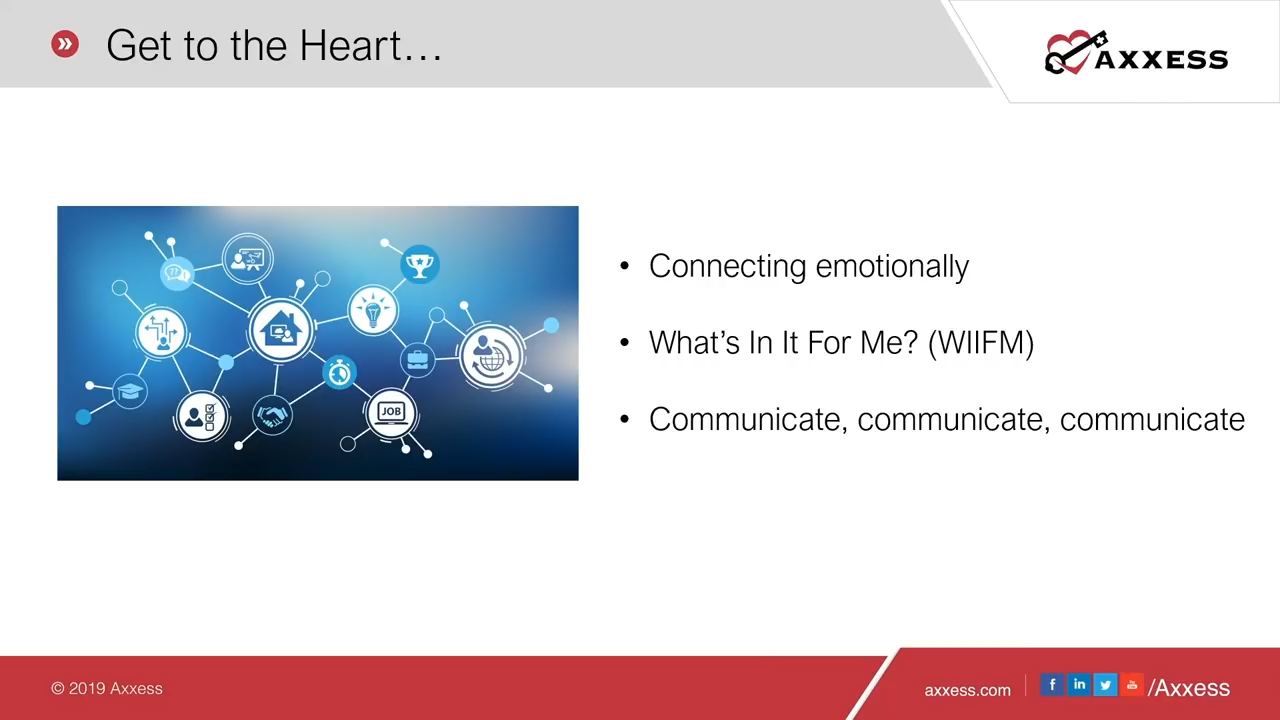 Get to the Heart…
AXXESS
• Connecting emotionally
• What’s In It For Me? (WIIFM)
• Communicate, communicate, communicate
??
JOB
© 2019 Axxess
axxess.com
/Axxess